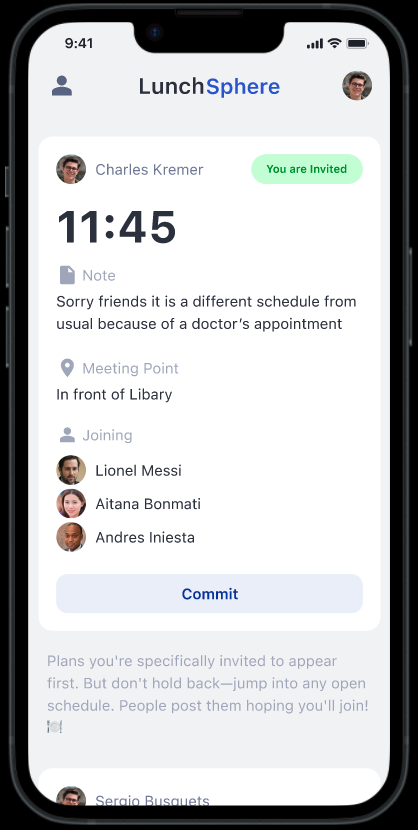 9:41
LunchSphere
Charles Kremer
You are Invited
11:45
Note
Sorry friends it is a different schedule from
usual because of a doctor's appointment
Meeting Point
In front of Libary
Joining
Lionel Messi
Aitana Bonmati
Andres Iniesta
Commit
Plans you're specifically invited to appear
first. But don't hold back—jump into any open
schedule. People post them hoping you'll join!
🍽️
Sergio Busquets